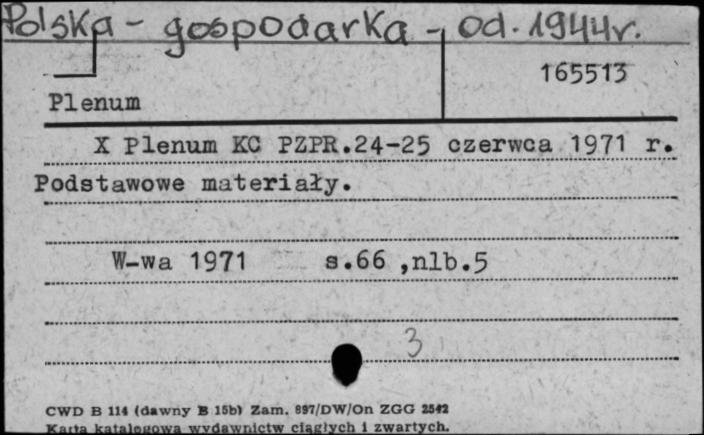 Polska - gospodarka - od. 1944r.
165513
Plenum
X Plenum KC PZPR.24-25 czerwca 1971 r.
Podstawowe materiały.
W-wa 1971 s.66 ,nlb.5
3
CWD B 114 (dawny B 15b) Zam. 897/DW/On ZGG 2542
Karta katalogowa wydawnictw ciągłych i zwartych.